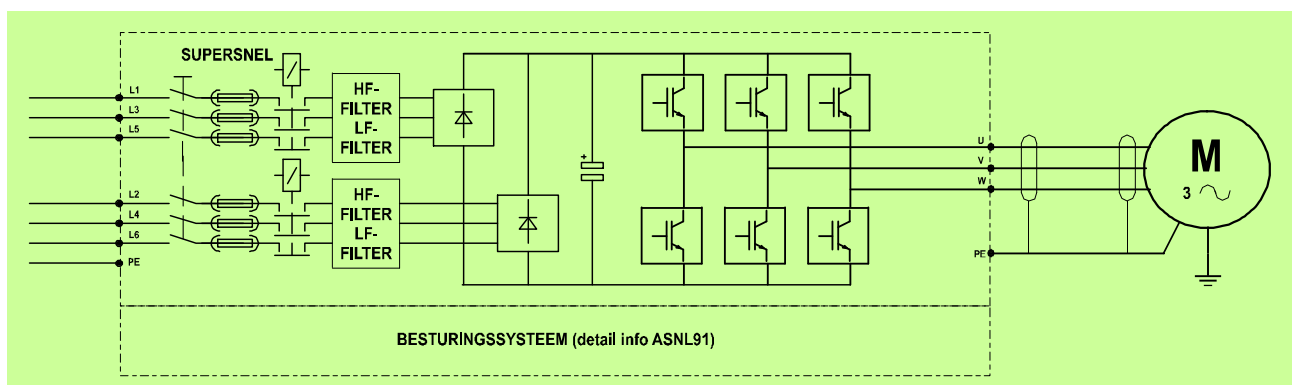 SUPERSNEL
L1
L3
L5
HF-
FILTER
LF-
FILTER
L2
L4
L6
PE
HF-
FILTER
LF-
FILTER
+
U
V
W
PE
M
3
BESTURINGSSYSTEEM (detail info ASNL91)